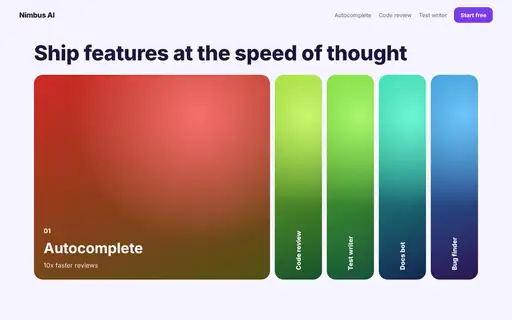 Nimbus AI
Autocomplete
Code review
Test writer
Start free
Ship features at the speed of thought
01
Autocomplete
10x faster reviews
Code review
Test writer
Docs bot
Bug finder